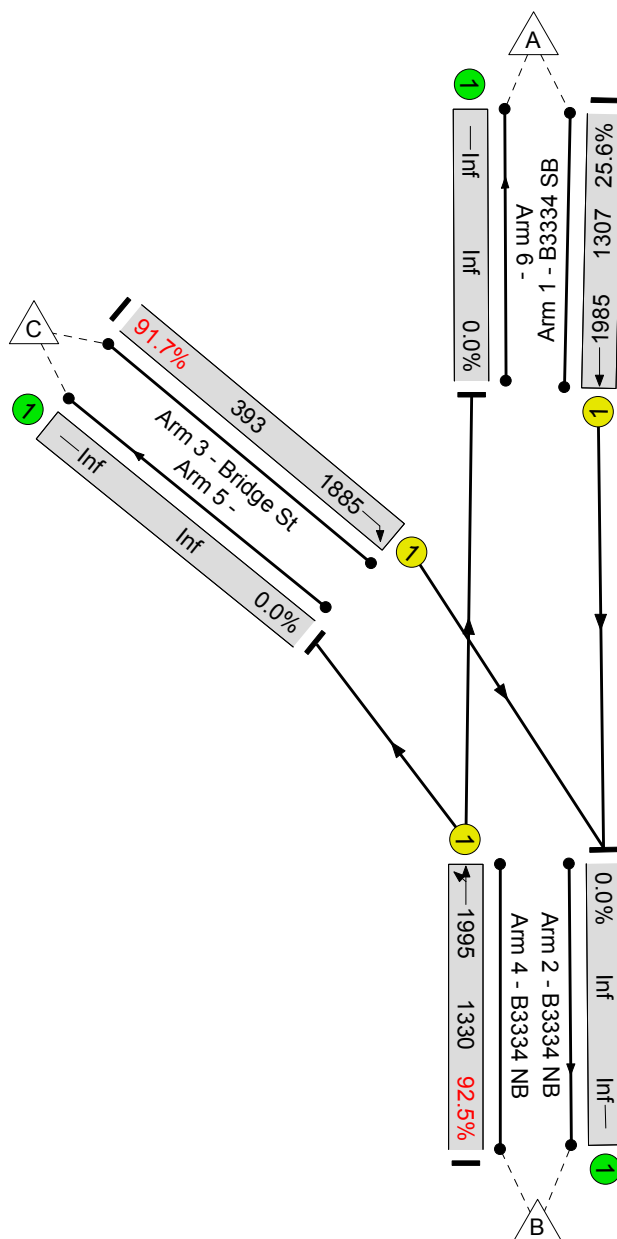 A
1
Inf
Inf
0.0%
Arm 6 -
Arm 1 - B3334 SB
25.6%
1307
1985
1
C
91.7%
393
1885
1
Arm 3 - Bridge St
Arm 5 -
1
Inf
Inf
0.0%
1
1995
1330
92.5%
Arm 4 - B3334 NB
Arm 2 - B3334 NB
0.0%
Inf
Inf
1
B